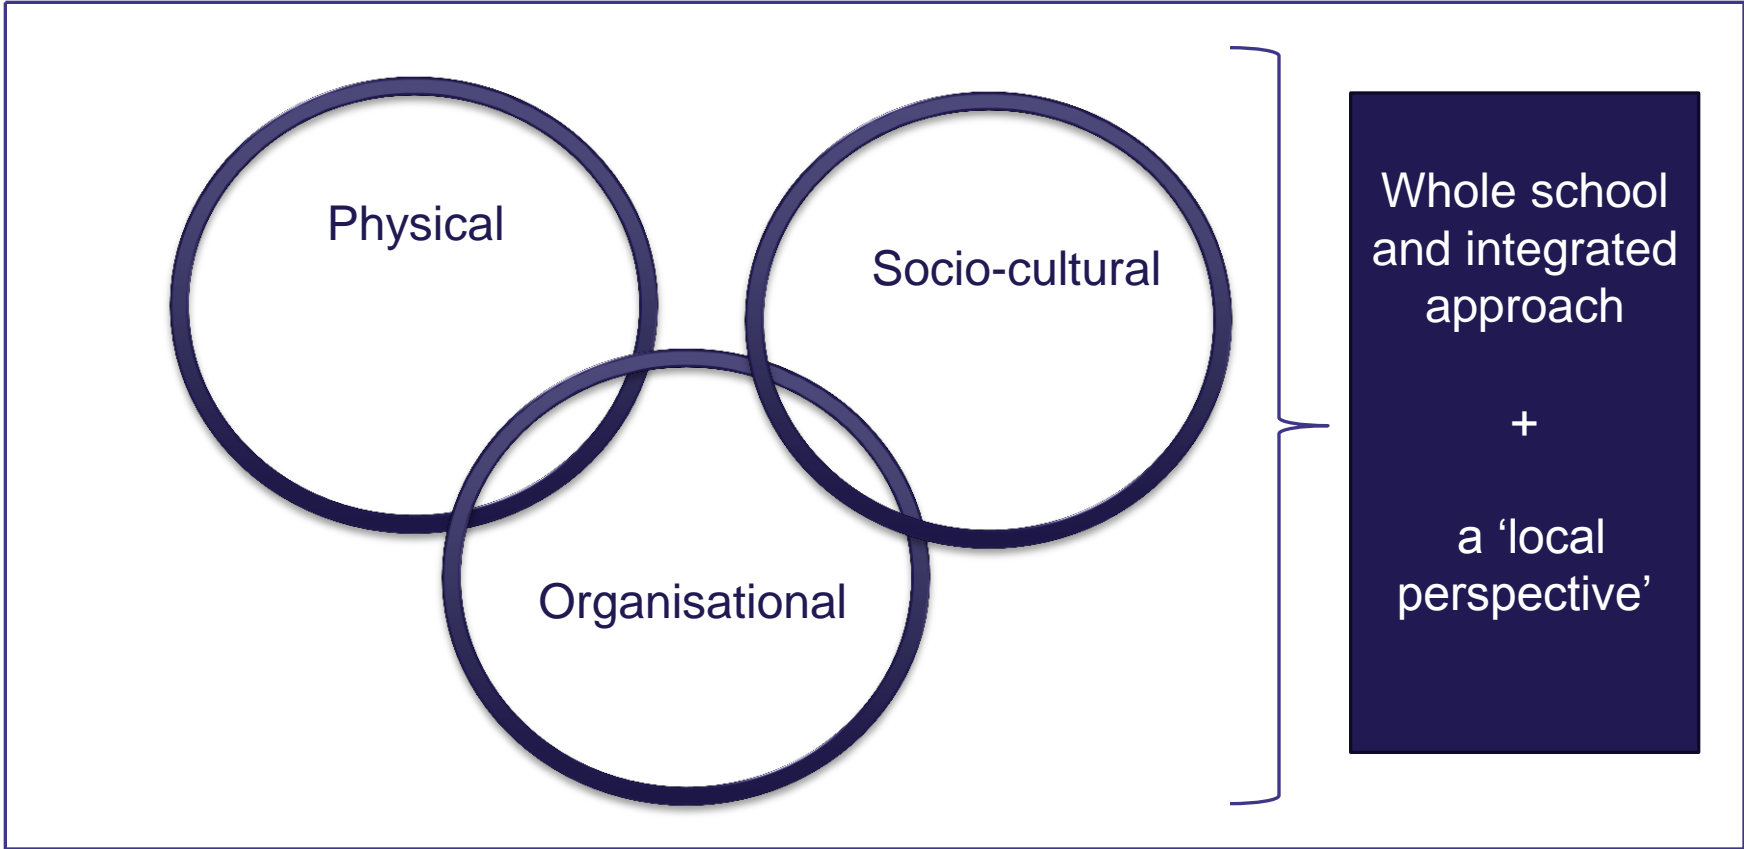 Physical
Socio-cultural
Organisational
Whole school
and integrated
approach
+
a ‘local
perspective’